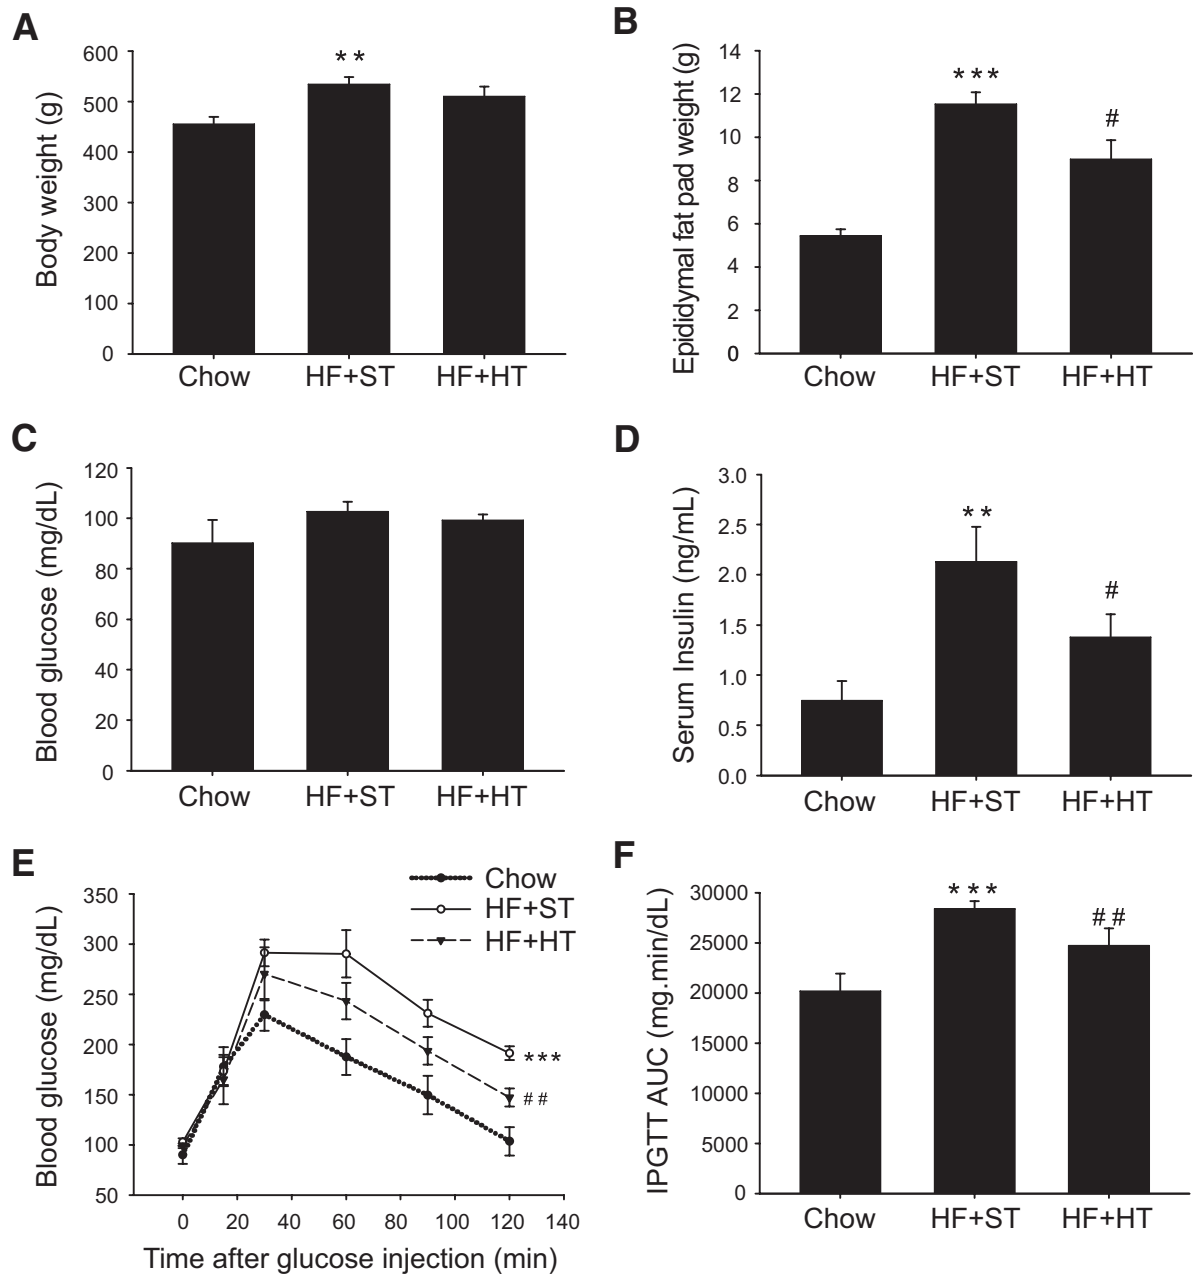 A
Body weight (g)
600
500
400
300
200
100
0
**
Chow HF+ST HF+HT
B
Epididymal fat pad weight (g)
14
12
10
8
6
4
2
0
***
#
Chow HF+ST HF+HT
C
Blood glucose (mg/dL)
120
100
80
60
40
20
0
Chow HF+ST HF+HT
D
Serum Insulin (ng/mL)
3.0
2.5
2.0
1.5
1.0
0.5
0.0
**
#
Chow HF+ST HF+HT
E
Chow
HF+ST
HF+HT
Blood glucose (mg/dL)
350
300
250
200
150
100
50
***
##
0 20 40 60 80 100 120 140
Time after glucose injection (min)
F
IPGTT AUC (mg.min/dL)
30000
25000
20000
15000
10000
5000
0
***
##
Chow HF+ST HF+HT